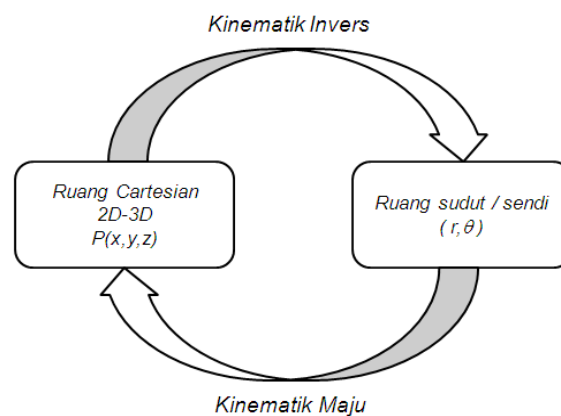 Kinematik Invers
Ruang Cartesian
2D-3D
P(x,y,z)
Ruang sudut / sendi
( r,θ )
Kinematik Maju